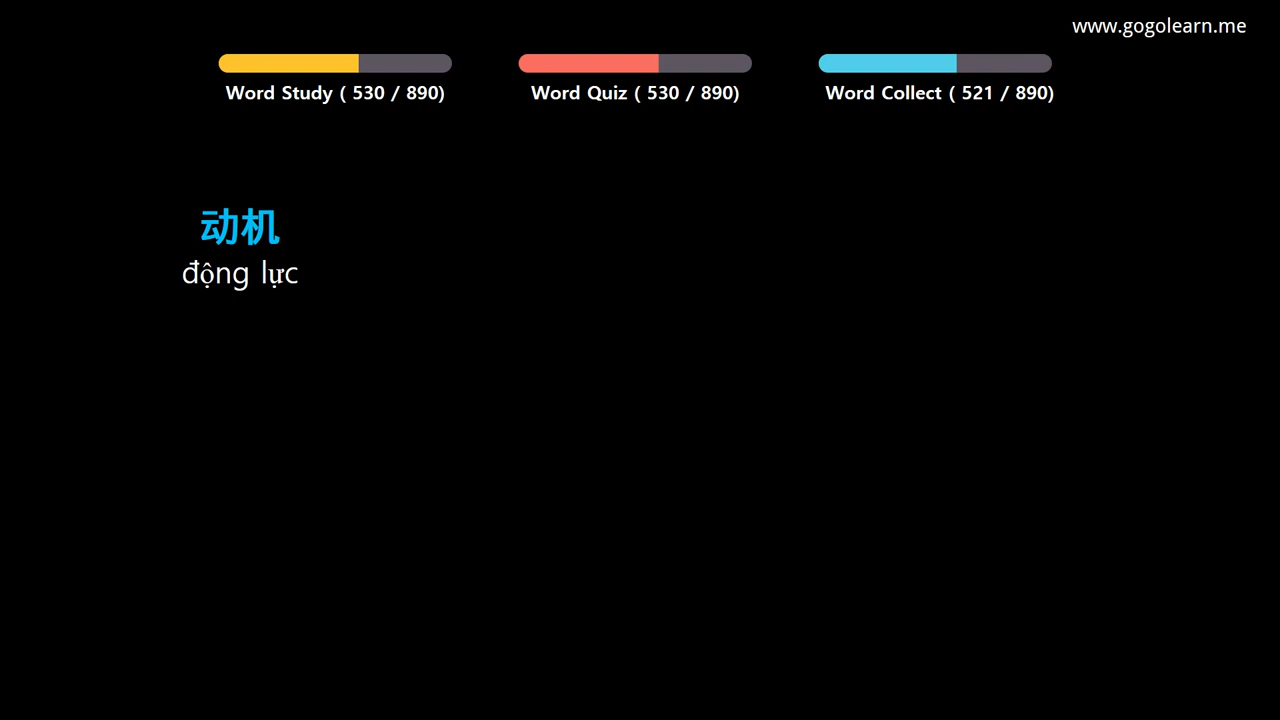 www.gogolearn.me
Word Study ( 530 / 890)
Word Quiz ( 530 / 890)
Word Collect ( 521 / 890)
动机
động lực